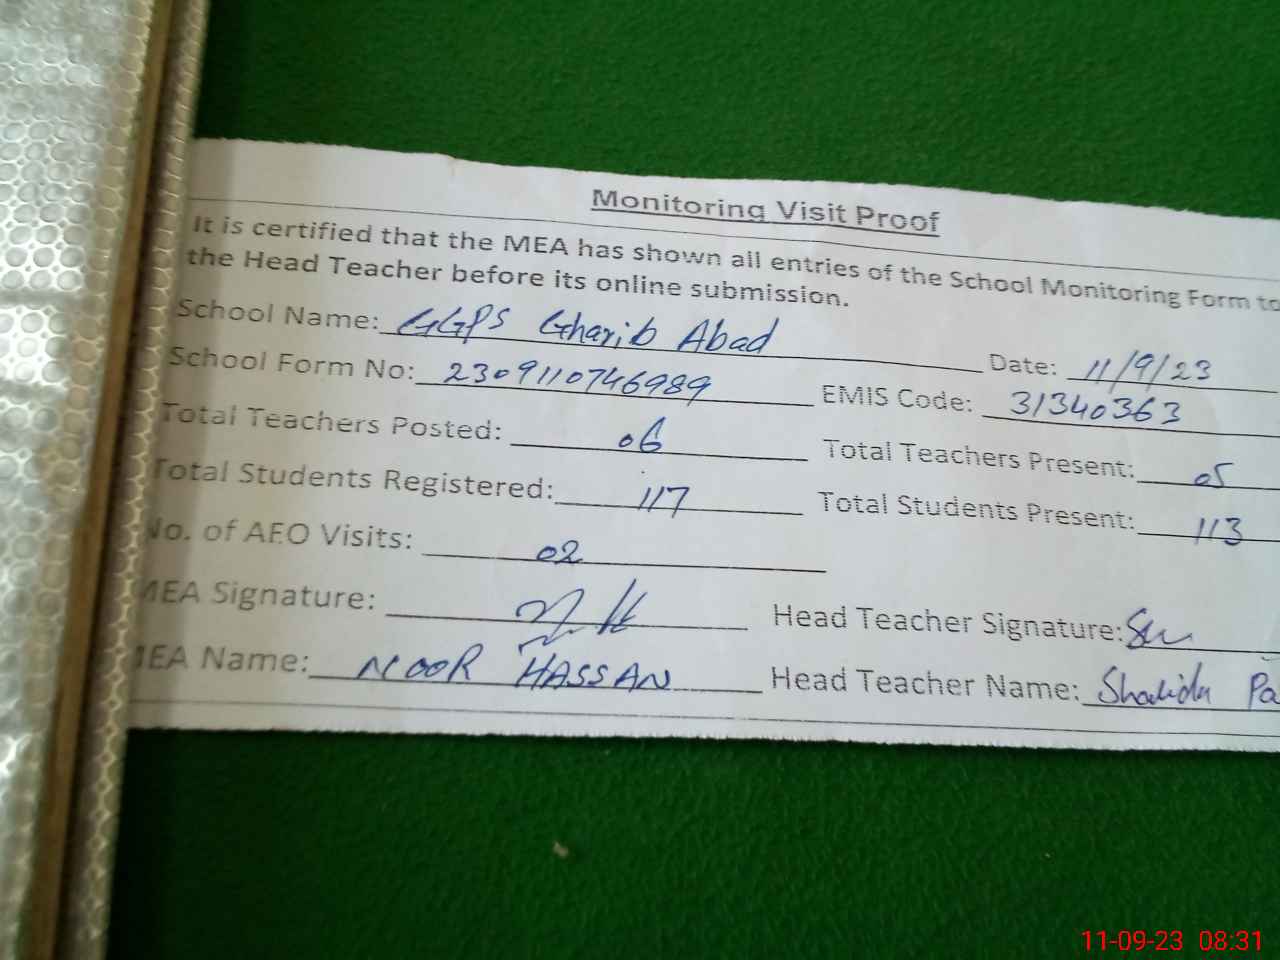 Monitoring Visit Proof
It is certified that the MEA has shown all entries of the School Monitoring Form to
the Head Teacher before its online submission.
School Name: GGPS Gharib Abad Date: 11/9/23
School Form No: 2309110746989 EMIS Code: 31340363
Total Teachers Posted: 06 Total Teachers Present: 05
Total Students Registered: 117 Total Students Present: 113
No. of AEO Visits: 02
MEA Signature: Head Teacher Signature:
MEA Name: NOOR HASSAN Head Teacher Name: Shahida Pa
11-09-23 08:31